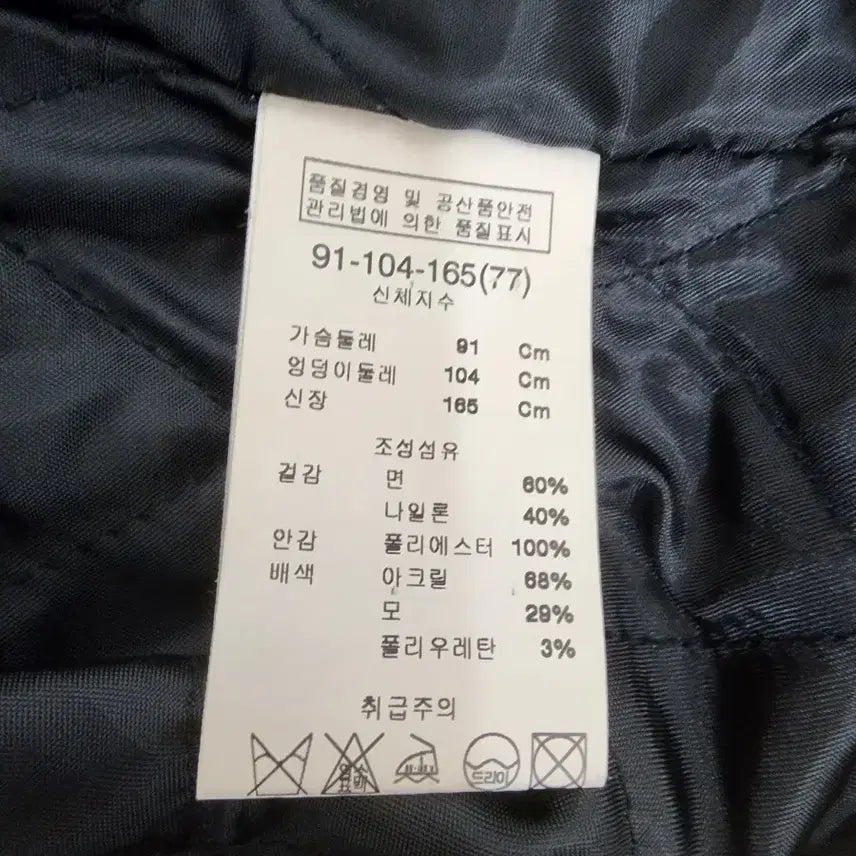 품질경영 및 공산품안전
관리법에 의한 품질표시
91-104-165(77)
신체지수
가슴둘레 91 Cm
엉덩이둘레 104 Cm
신장 165 Cm
조성섬유
겉감 면 60%
나일론 40%
안감 폴리에스터 100%
배색 아크릴 68%
모 29%
폴리우레탄 3%
취급주의
염소
표백
드라이